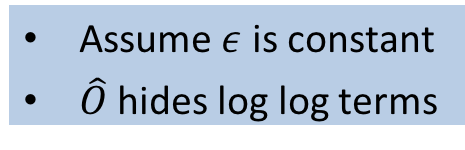 • Assume ϵ is constant
• Ô hides log log terms